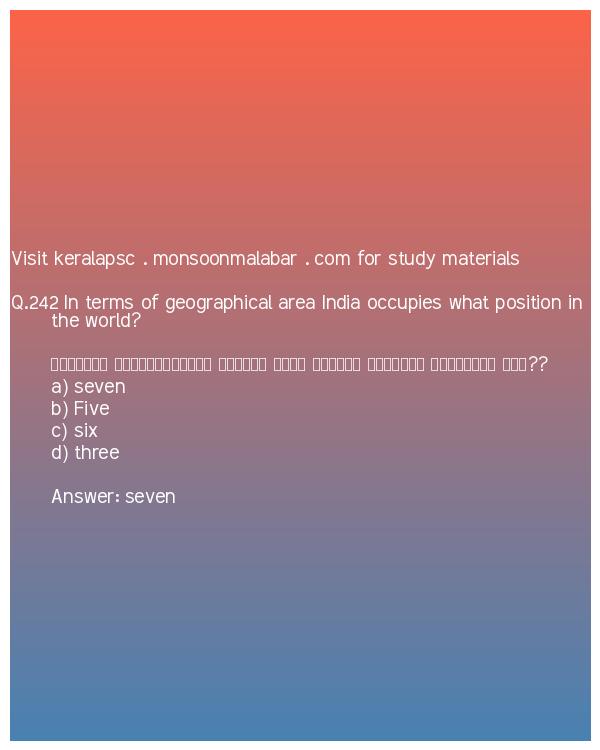 Visit keralapsc . monsoonmalabar . com for study materials
Q.242 In terms of geographical area India occupies what position in
the world?
??
a) seven
b) Five
c) six
d) three
Answer: seven